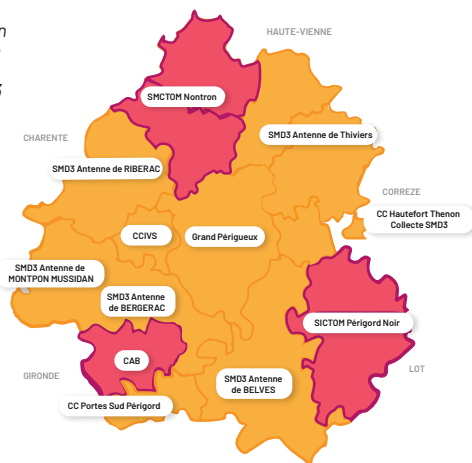 n
HAUTE-VIENNE
SMCTOM Nontron
SMD3 Antenne de Thiviers
CHARENTE
SMD3 Antenne de RIBERAC
CORREZE
CC Hautefort Thenon
Collecte SMD3
CCIVS
Grand Périgueux
SMD3 Antenne de
MONTPON MUSSIDAN
SMD3 Antenne
de BERGERAC
SICTOM Périgord Noir
CAB
GIRONDE
LOT
SMD3 Antenne
de BELVES
CC Portes Sud Périgord